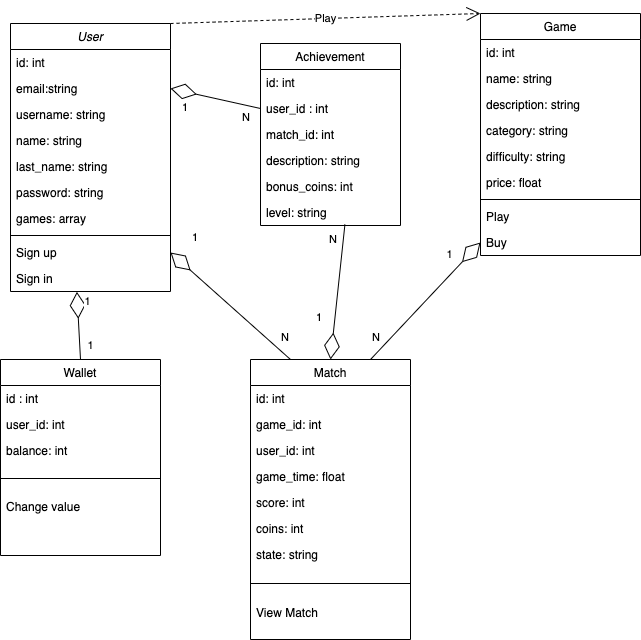 Play
User
id: int
email:string
username: string
name: string
last_name: string
password: string
games: array
Sign up
Sign in
Achievement
id: int
user_id : int
match_id: int
description: string
bonus_coins: int
level: string
Game
id: int
name: string
description: string
category: string
difficulty: string
price: float
Play
Buy
1
N
1
N
1
1
N
N
1
1
Wallet
id : int
user_id: int
balance: int
Change value
Match
id: int
game_id: int
user_id: int
game_time: float
score: int
coins: int
state: string
View Match